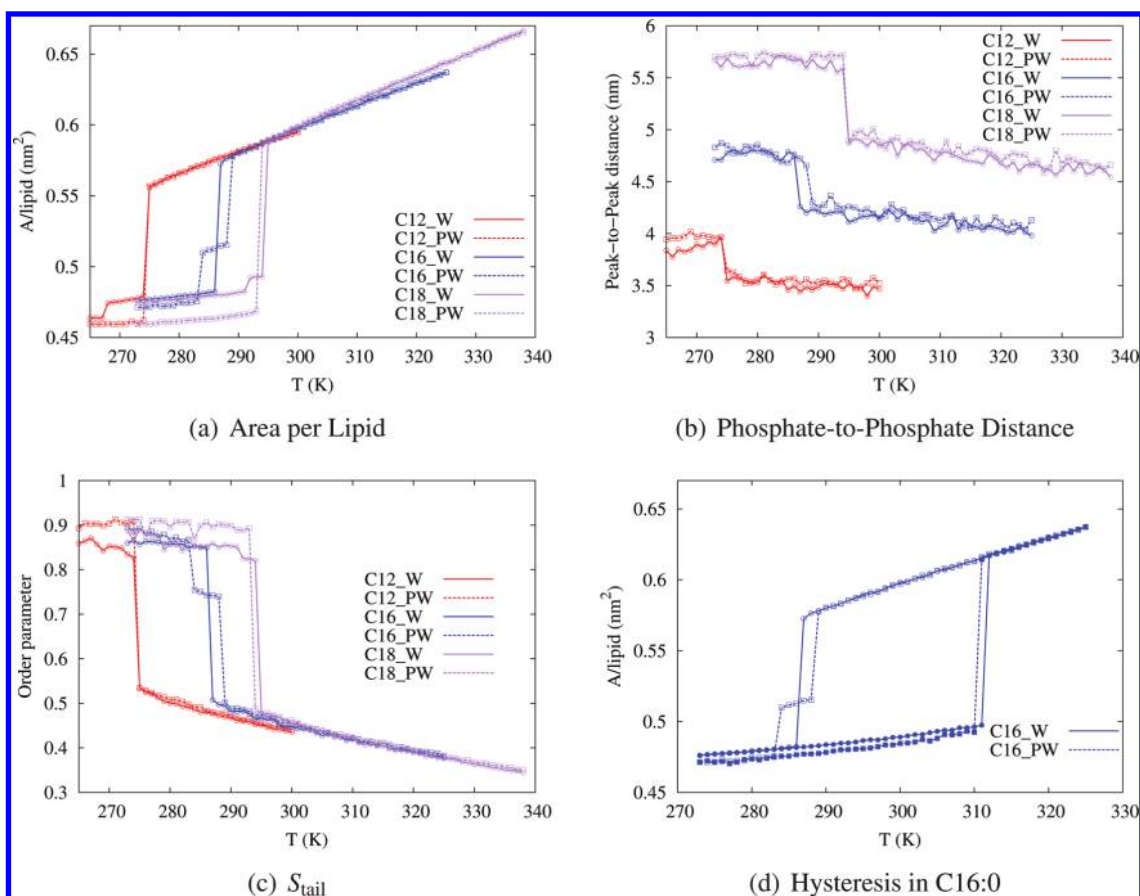 0.65
0.6
0.55
0.5
0.45
A/lipid (nm²)
C12_W
C12_PW
C16_W
C16_PW
C18_W
C18_PW
270 280 290 300 310 320 330 340
T (K)
(a) Area per Lipid
6
5.5
5
4.5
4
3.5
3
Peak-to-Peak distance (nm)
C12_W
C12_PW
C16_W
C16_PW
C18_W
C18_PW
270 280 290 300 310 320 330 340
T (K)
(b) Phosphate-to-Phosphate Distance
1
0.9
0.8
0.7
0.6
0.5
0.4
0.3
Order parameter
C12_W
C12_PW
C16_W
C16_PW
C18_W
C18_PW
270 280 290 300 310 320 330 340
T (K)
(c) Stail
0.65
0.6
0.55
0.5
0.45
A/lipid (nm²)
C16_W
C16_PW
270 280 290 300 310 320 330
T (K)
(d) Hysteresis in C16:0